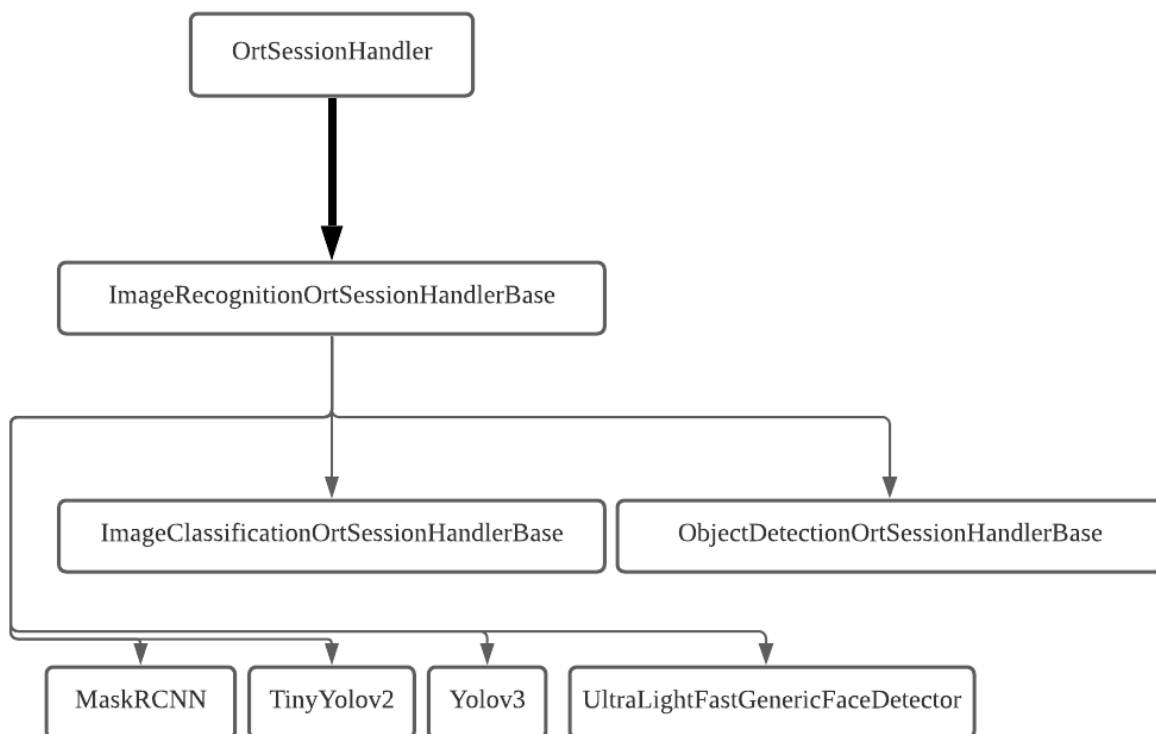 OrtSessionHandler
ImageRecognitionOrtSessionHandlerBase
ImageClassificationOrtSessionHandlerBase
ObjectDetectionOrtSessionHandlerBase
MaskRCNN
TinyYolov2
Yolov3
UltraLightFastGenericFaceDetector